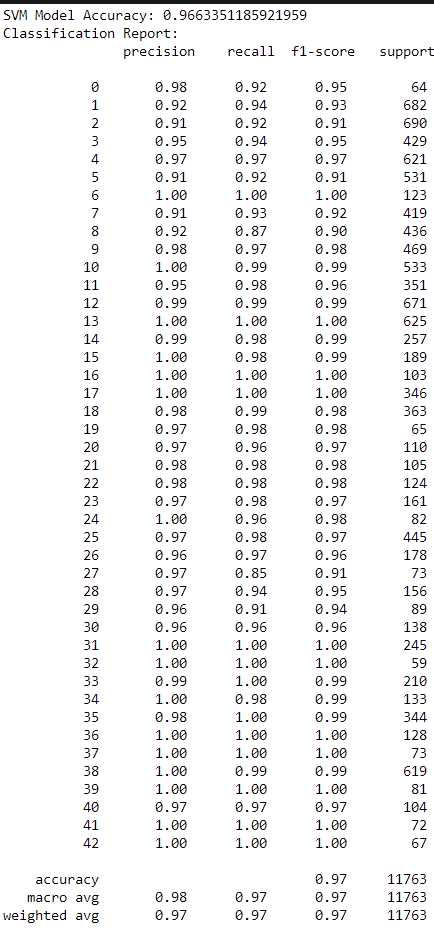 SVM Model Accuracy: 0.9663351185921959
Classification Report:
precision recall f1-score support
0 0.98 0.92 0.95 64
1 0.92 0.94 0.93 682
2 0.91 0.92 0.91 690
3 0.95 0.94 0.95 429
4 0.97 0.97 0.97 621
5 0.91 0.92 0.91 531
6 1.00 1.00 1.00 123
7 0.91 0.93 0.92 419
8 0.92 0.87 0.90 436
9 0.98 0.97 0.98 469
10 1.00 0.99 0.99 533
11 0.95 0.98 0.96 351
12 0.99 0.99 0.99 671
13 1.00 1.00 1.00 625
14 0.99 0.98 0.99 257
15 1.00 0.98 0.99 189
16 1.00 1.00 1.00 103
17 1.00 1.00 1.00 346
18 0.98 0.99 0.98 363
19 0.97 0.98 0.98 65
20 0.97 0.96 0.97 110
21 0.98 0.98 0.98 105
22 0.98 0.98 0.98 124
23 0.97 0.98 0.97 161
24 1.00 0.96 0.98 82
25 0.97 0.98 0.97 445
26 0.96 0.97 0.96 178
27 0.97 0.85 0.91 73
28 0.97 0.94 0.95 156
29 0.96 0.91 0.94 89
30 0.96 0.96 0.96 138
31 1.00 1.00 1.00 245
32 1.00 1.00 1.00 59
33 0.99 1.00 0.99 210
34 1.00 0.98 0.99 133
35 0.98 1.00 0.99 344
36 1.00 1.00 1.00 128
37 1.00 1.00 1.00 73
38 1.00 0.99 0.99 619
39 1.00 1.00 1.00 81
40 0.97 0.97 0.97 104
41 1.00 1.00 1.00 72
42 1.00 1.00 1.00 67
accuracy 0.97 11763
macro avg 0.98 0.97 0.97 11763
weighted avg 0.97 0.97 0.97 11763